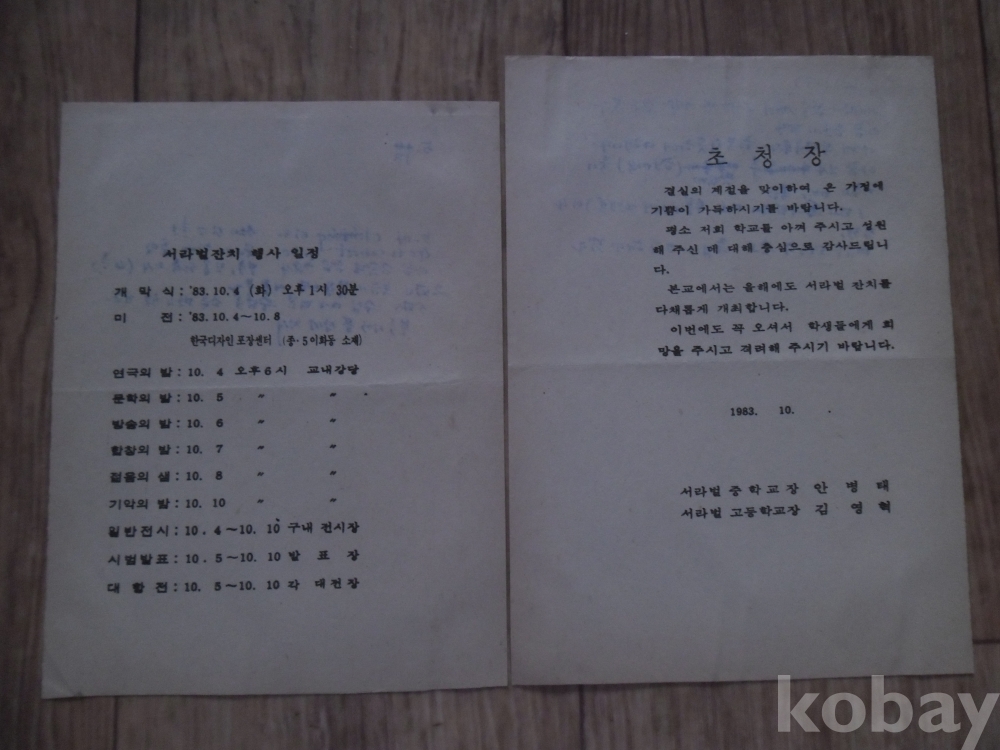 서라벌잔치 행사 일정
개 막 식 : '83. 10. 4 (화) 오후 1시 30분
미 전 : '83. 10. 4~10. 8
한국디자인 포장센터 (종·5 이화동 소재)
연극의 밤 : 10. 4 오후 6시 교내강당
문학의 밤 : 10. 5 〃 〃
방송의 밤 : 10. 6 〃 〃
합창의 밤 : 10. 7 〃 〃
젊음의 샘 : 10. 8 〃 〃
기악의 밤 : 10. 10 〃 〃
일반전시 : 10. 4~10. 10 구내 전시장
시범발표 : 10. 5~10. 10 발 표 장
대 항 전 : 10. 5~10. 10 각 대전장
초 청 장
결실의 계절을 맞이하여 온 가정에
기쁨이 가득하시기를 바랍니다.
평소 저희 학교를 아껴 주시고 성원
해 주신 데 대해 충심으로 감사드립니
다.
본교에서는 올해에도 서라벌 잔치를
다채롭게 개최합니다.
이번에도 꼭 오셔서 학생들에게 희
망을 주시고 격려해 주시기 바랍니다.
1983. 10.
서라벌 중학교장 안 병 태
서라벌 고등학교장 김 영 혁
kobay